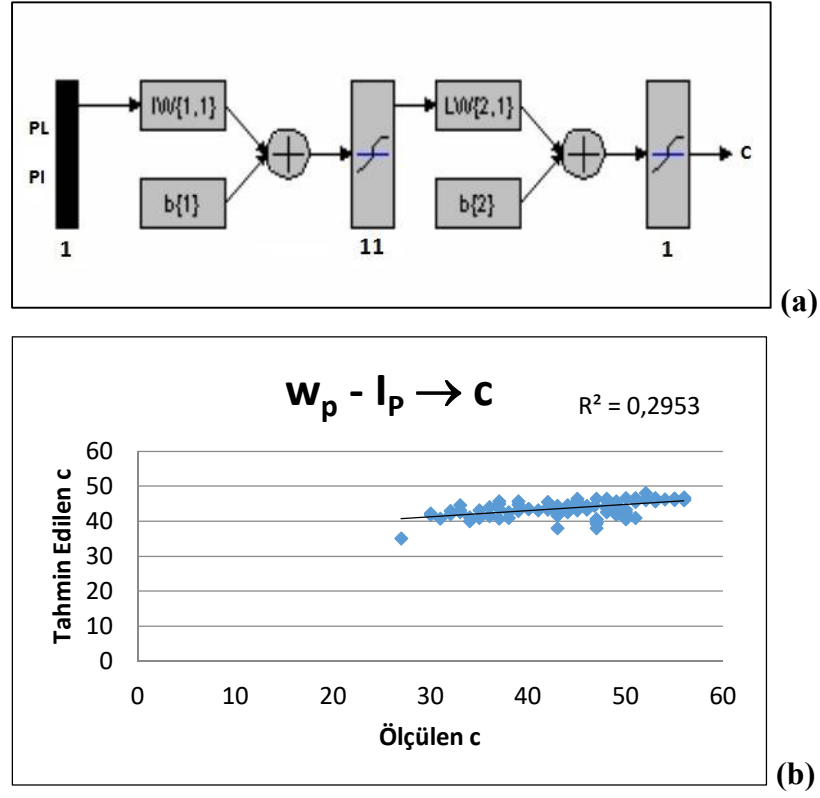 IW{1,1}
LW{2,1}
PL
PI
b{1}
b{2}
C
1
11
1
(a)
wp - IP → c
R² = 0,2953
Tahmin Edilen c
60
50
40
30
20
10
0
0 10 20 30 40 50 60
Ölçülen c
(b)